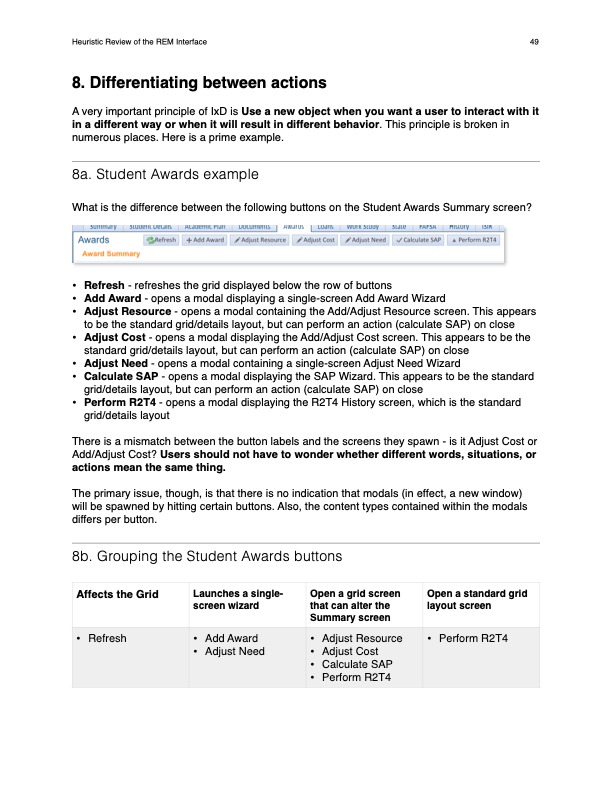 Heuristic Review of the REM Interface 49
8. Differentiating between actions
A very important principle of IxD is Use a new object when you want a user to interact with it
in a different way or when it will result in different behavior. This principle is broken in
numerous places. Here is a prime example.
8a. Student Awards example
What is the difference between the following buttons on the Student Awards Summary screen?
Summary Student Details Academic Plan Documents Awards Loans Work Study State FAFSA History ISIR
Awards Refresh Add Award Adjust Resource Adjust Cost Adjust Need Calculate SAP Perform R2T4
Award Summary
• Refresh - refreshes the grid displayed below the row of buttons
• Add Award - opens a modal displaying a single-screen Add Award Wizard
• Adjust Resource - opens a modal containing the Add/Adjust Resource screen. This appears
to be the standard grid/details layout, but can perform an action (calculate SAP) on close
• Adjust Cost - opens a modal displaying the Add/Adjust Cost screen. This appears to be the
standard grid/details layout, but can perform an action (calculate SAP) on close
• Adjust Need - opens a modal containing a single-screen Adjust Need Wizard
• Calculate SAP - opens a modal displaying the SAP Wizard. This appears to be the standard
grid/details layout, but can perform an action (calculate SAP) on close
• Perform R2T4 - opens a modal displaying the R2T4 History screen, which is the standard
grid/details layout
There is a mismatch between the button labels and the screens they spawn - is it Adjust Cost or
Add/Adjust Cost? Users should not have to wonder whether different words, situations, or
actions mean the same thing.
The primary issue, though, is that there is no indication that modals (in effect, a new window)
will be spawned by hitting certain buttons. Also, the content types contained within the modals
differs per button.
8b. Grouping the Student Awards buttons
Affects the Grid
Launches a single-
screen wizard
Open a grid screen
that can alter the
Summary screen
Open a standard grid
layout screen
• Refresh
• Add Award
• Adjust Need
• Adjust Resource
• Adjust Cost
• Calculate SAP
• Perform R2T4
• Perform R2T4